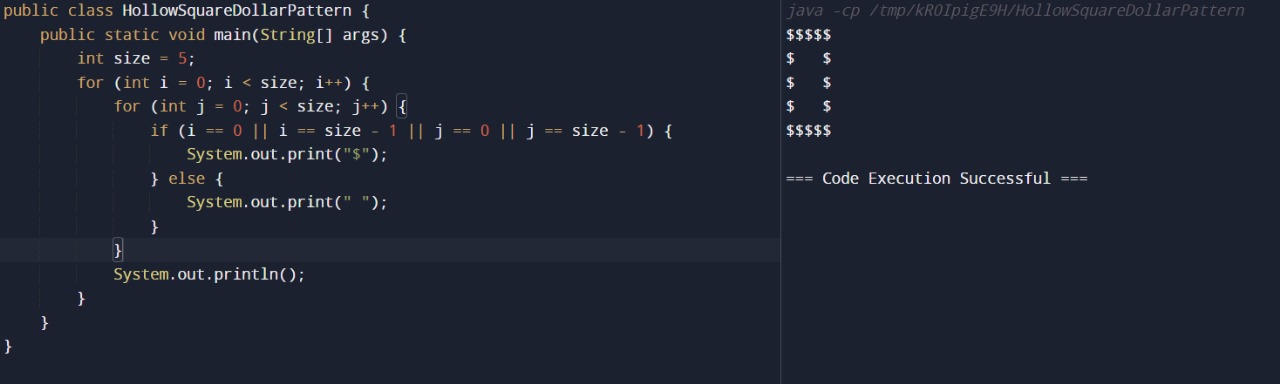 public class HollowSquareDollarPattern {
    public static void main(String[] args) {
        int size = 5;
        for (int i = 0; i < size; i++) {
            for (int j = 0; j < size; j++) {
                if (i == 0 || i == size - 1 || j == 0 || j == size - 1) {
                    System.out.print("$");
                } else {
                    System.out.print(" ");
                }
            }
            System.out.println();
        }
    }
}
java -cp /tmp/kROIpigE9H/HollowSquareDollarPattern
$$$$$
$   $
$   $
$   $
$$$$$
=== Code Execution Successful ===